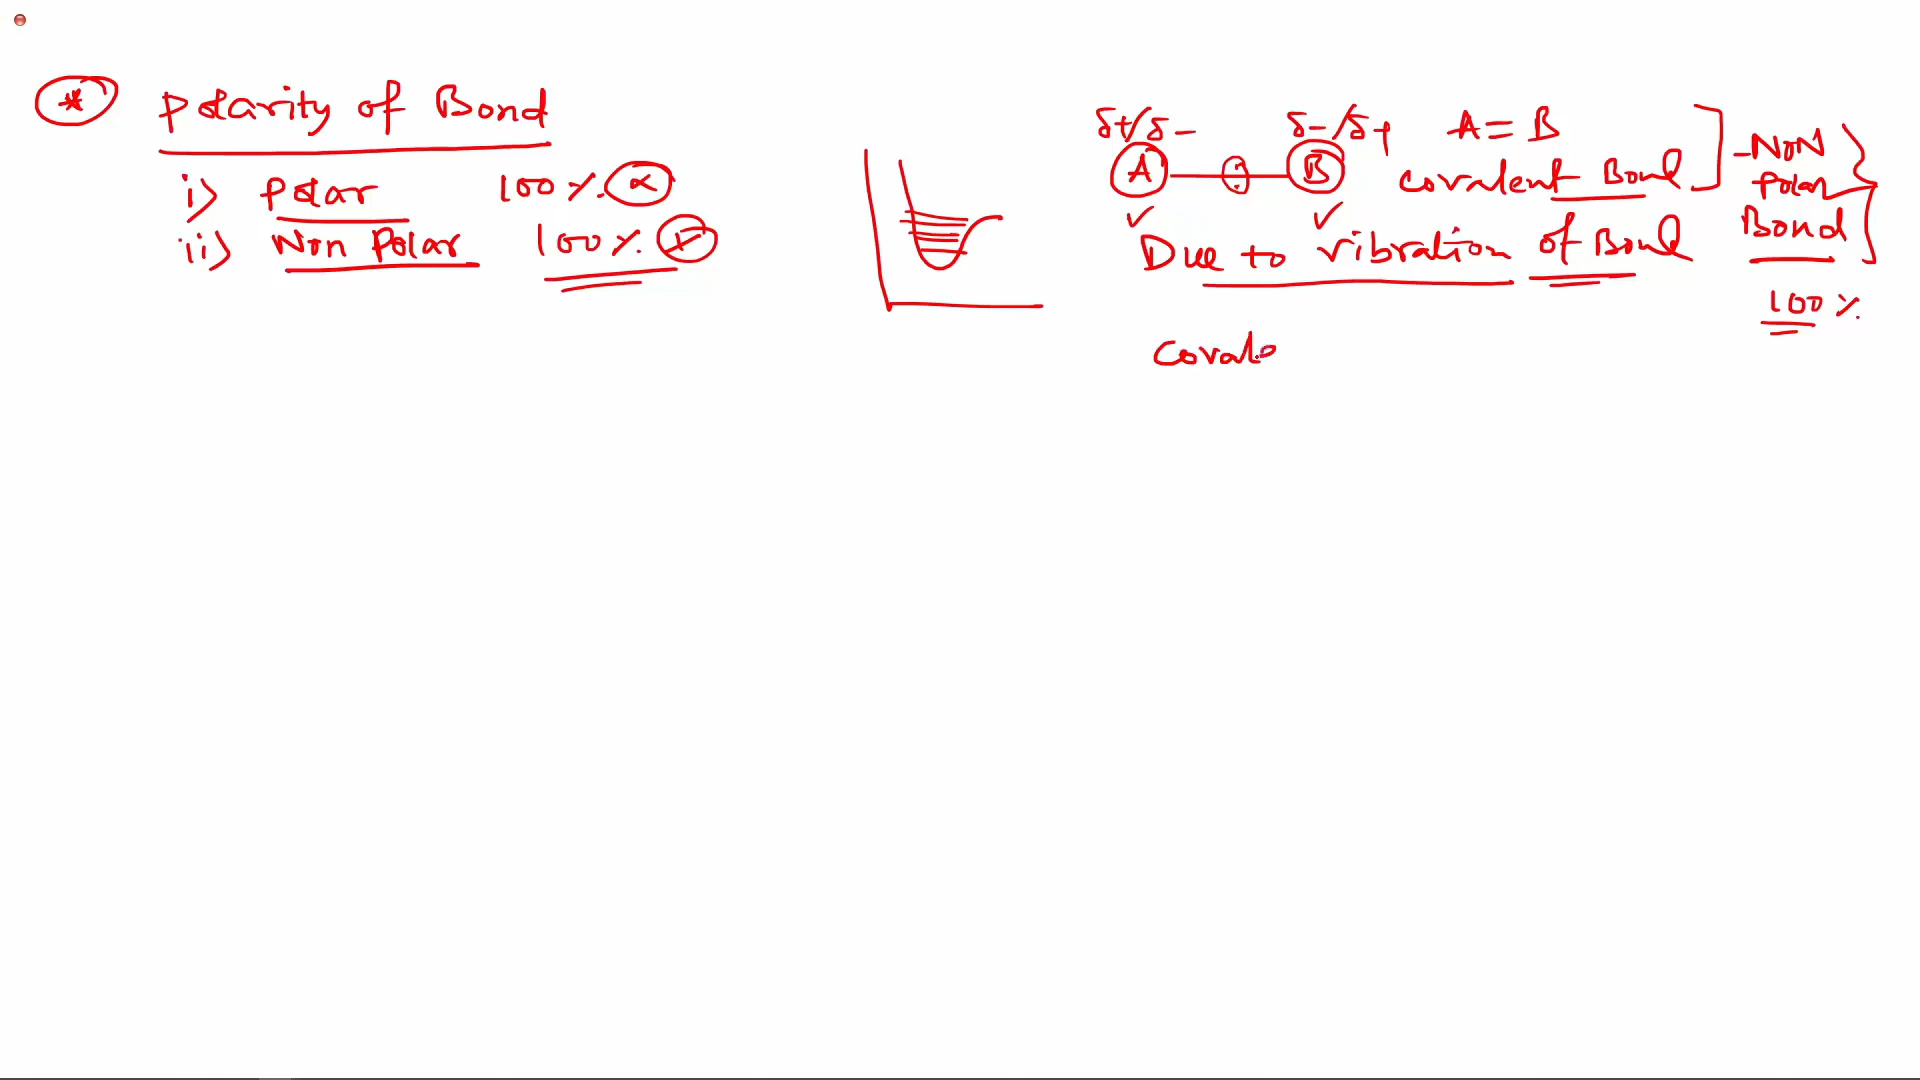 * Polarity of Bond
i) Polar 100 %
ii) Non Polar 100 %
δ+/δ- δ-/δ+ A = B
A : B covalent Bond
-NON
Polar
Bond
✓ ✓
Due to vibration of Bond
100 %
Covale